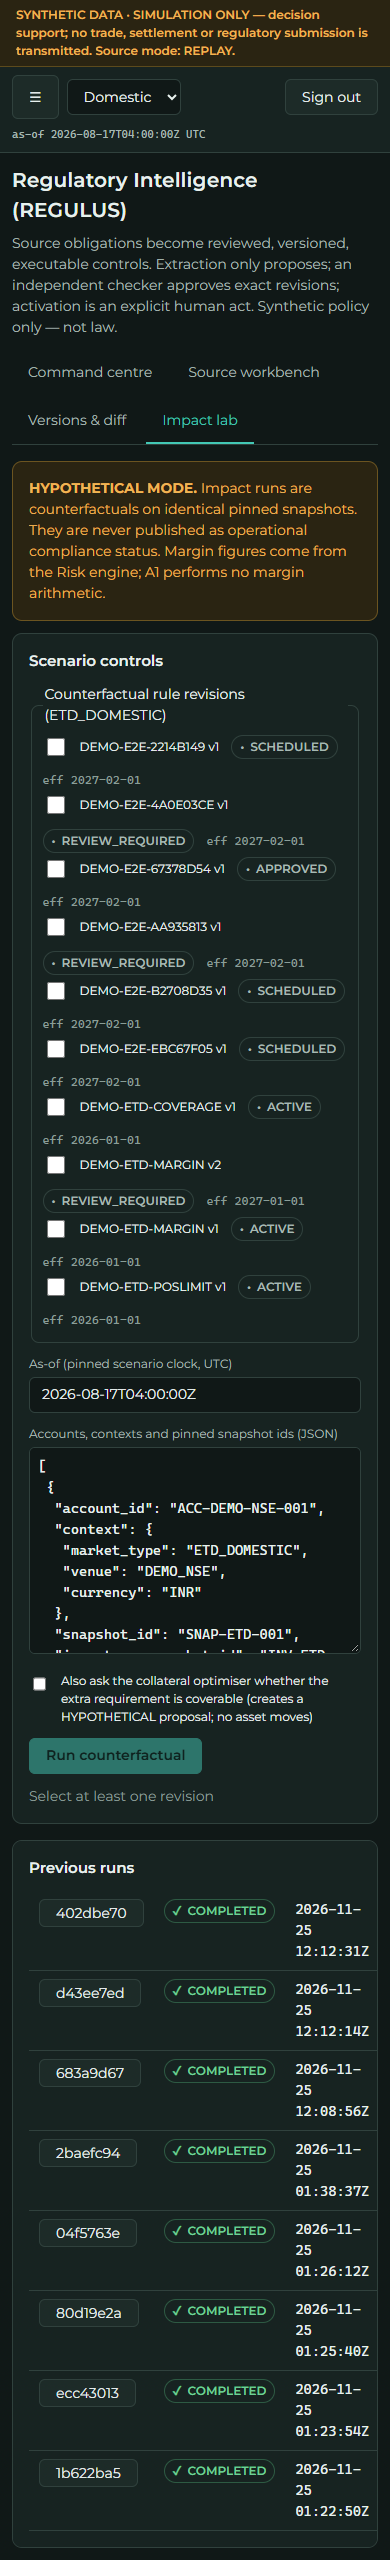 SYNTHETIC DATA · SIMULATION ONLY — decision
support; no trade, settlement or regulatory submission is
transmitted. Source mode: REPLAY.
☰ Domestic Sign out
as-of 2026-08-17T04:00:00Z UTC
Regulatory Intelligence
(REGULUS)
Source obligations become reviewed, versioned,
executable controls. Extraction only proposes; an
independent checker approves exact revisions;
activation is an explicit human act. Synthetic policy
only — not law.
Command centre Source workbench
Versions & diff Impact lab
HYPOTHETICAL MODE. Impact runs are
counterfactuals on identical pinned snapshots.
They are never published as operational
compliance status. Margin figures come from
the Risk engine; A1 performs no margin
arithmetic.
Scenario controls
Counterfactual rule revisions
(ETD_DOMESTIC)
DEMO-E2E-2214B149 v1 • SCHEDULED
eff 2027-02-01
DEMO-E2E-4A0E03CE v1
• REVIEW_REQUIRED eff 2027-02-01
DEMO-E2E-67378D54 v1 • APPROVED
eff 2027-02-01
DEMO-E2E-AA935813 v1
• REVIEW_REQUIRED eff 2027-02-01
DEMO-E2E-B2708D35 v1 • SCHEDULED
eff 2027-02-01
DEMO-E2E-EBC67F05 v1 • SCHEDULED
eff 2027-02-01
DEMO-ETD-COVERAGE v1 • ACTIVE
eff 2026-01-01
DEMO-ETD-MARGIN v2
• REVIEW_REQUIRED eff 2027-01-01
DEMO-ETD-MARGIN v1 • ACTIVE
eff 2026-01-01
DEMO-ETD-POSLIMIT v1 • ACTIVE
eff 2026-01-01
As-of (pinned scenario clock, UTC)
2026-08-17T04:00:00Z
Accounts, contexts and pinned snapshot ids (JSON)
[
{
"account_id": "ACC-DEMO-NSE-001",
"context": {
"market_type": "ETD_DOMESTIC",
"venue": "DEMO_NSE",
"currency": "INR"
},
"snapshot_id": "SNAP-ETD-001",
Also ask the collateral optimiser whether the
extra requirement is coverable (creates a
HYPOTHETICAL proposal; no asset moves)
Run counterfactual
Select at least one revision
Previous runs
402dbe70 ✓ COMPLETED 2026-11-
25
12:12:31Z
d43ee7ed ✓ COMPLETED 2026-11-
25
12:12:14Z
683a9d67 ✓ COMPLETED 2026-11-
25
12:08:56Z
2baefc94 ✓ COMPLETED 2026-11-
25
01:38:37Z
04f5763e ✓ COMPLETED 2026-11-
25
01:26:12Z
80d19e2a ✓ COMPLETED 2026-11-
25
01:25:40Z
ecc43013 ✓ COMPLETED 2026-11-
25
01:23:54Z
1b622ba5 ✓ COMPLETED 2026-11-
25
01:22:50Z